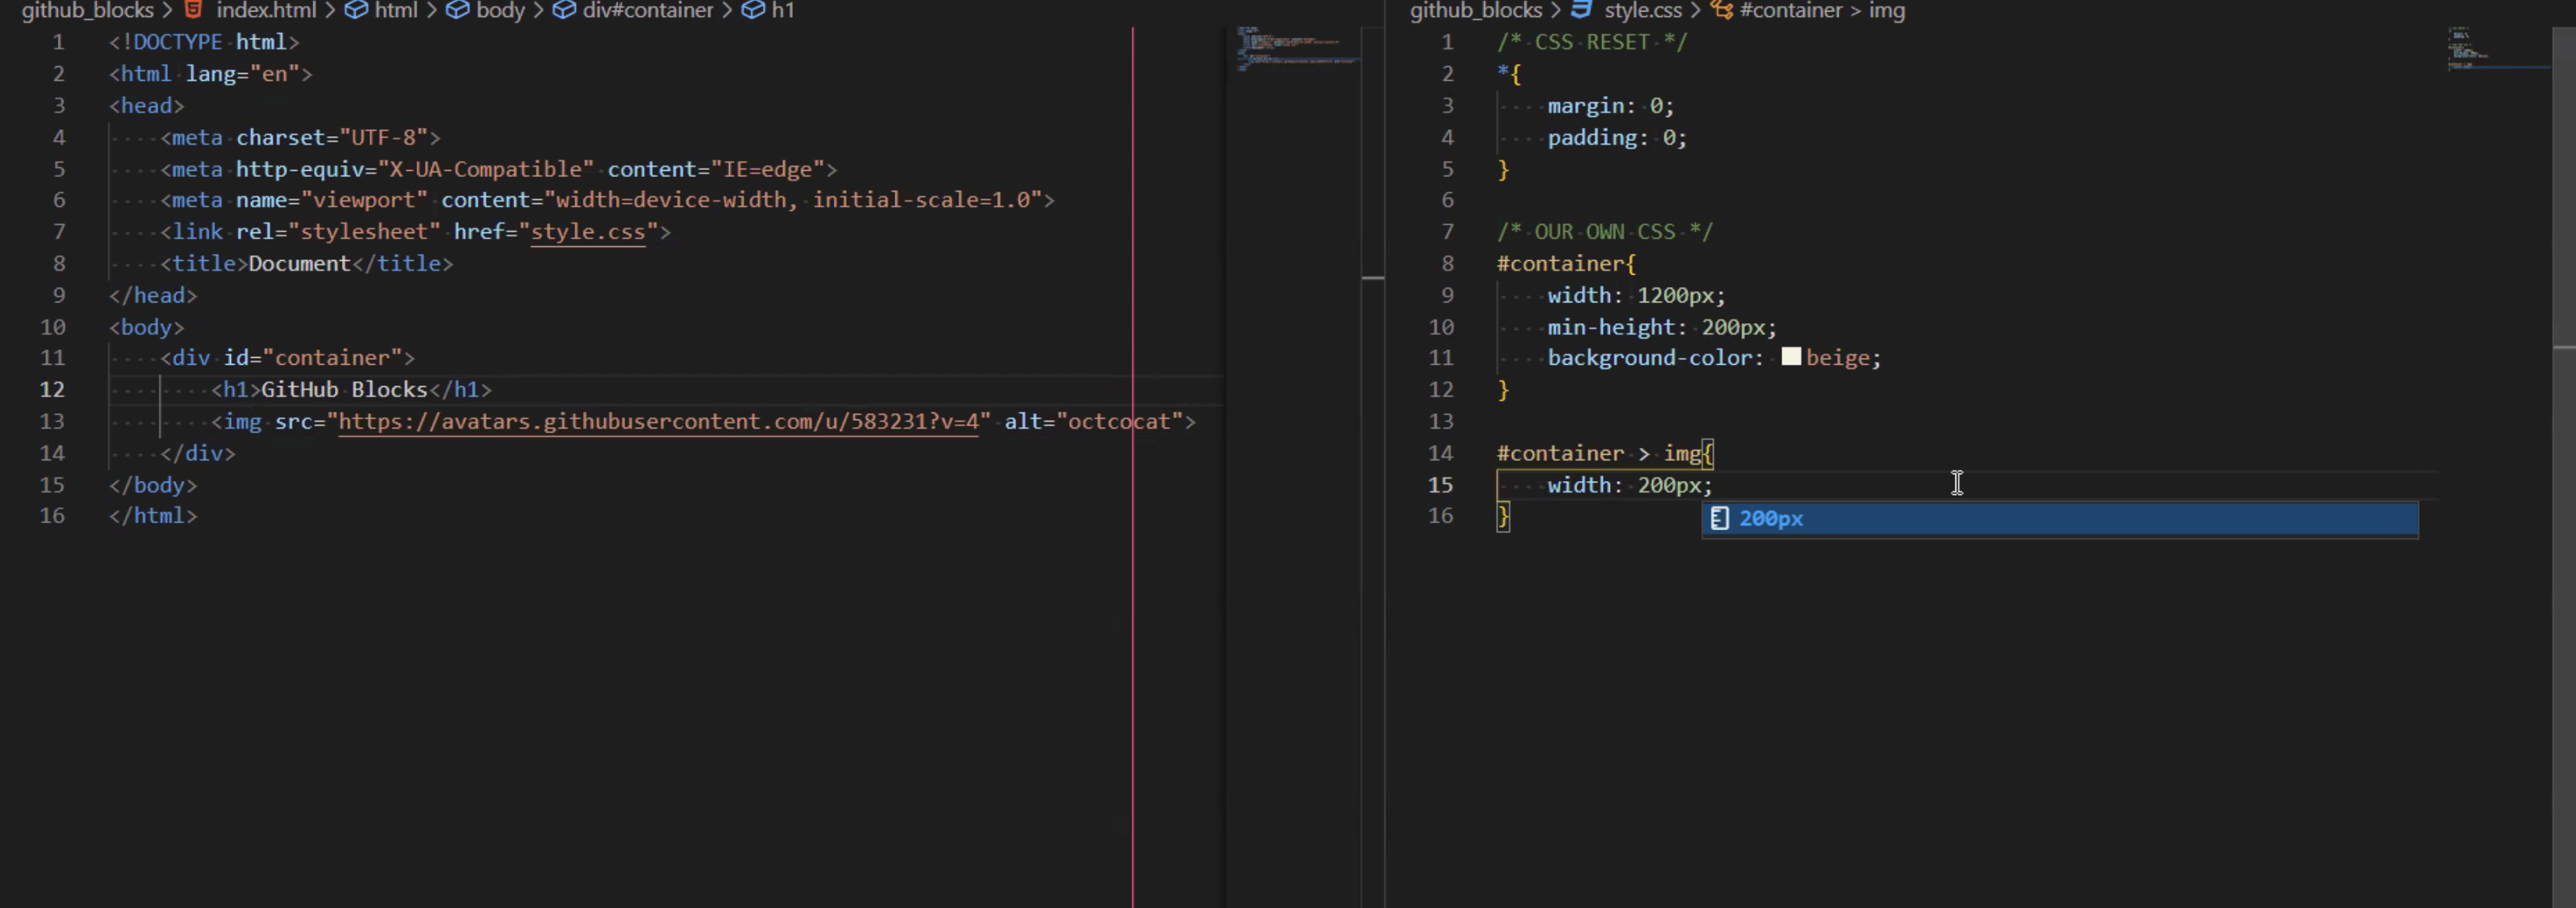 github_blocks > index.html > html > body > div#container > h1
1 <!DOCTYPE html>
2 <html lang="en">
3 <head>
4     <meta charset="UTF-8">
5     <meta http-equiv="X-UA-Compatible" content="IE=edge">
6     <meta name="viewport" content="width=device-width, initial-scale=1.0">
7     <link rel="stylesheet" href="style.css">
8     <title>Document</title>
9 </head>
10 <body>
11     <div id="container">
12         <h1>GitHub Blocks</h1>
13         <img src="https://avatars.githubusercontent.com/u/583231?v=4" alt="octcocat">
14     </div>
15 </body>
16 </html>
github_blocks > style.css > #container > img
1 /* CSS RESET */
2 *{
3     margin: 0;
4     padding: 0;
5 }
6
7 /* OUR OWN CSS */
8 #container{
9     width: 1200px;
10     min-height: 200px;
11     background-color: beige;
12 }
13
14 #container > img{
15     width: 200px;
16 }
200px